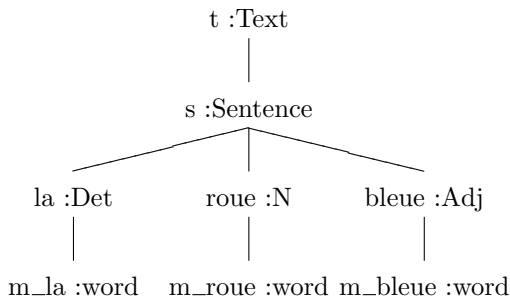 t :Text
s :Sentence
la :Det roue :N bleue :Adj
m_la :word m_roue :word m_bleue :word